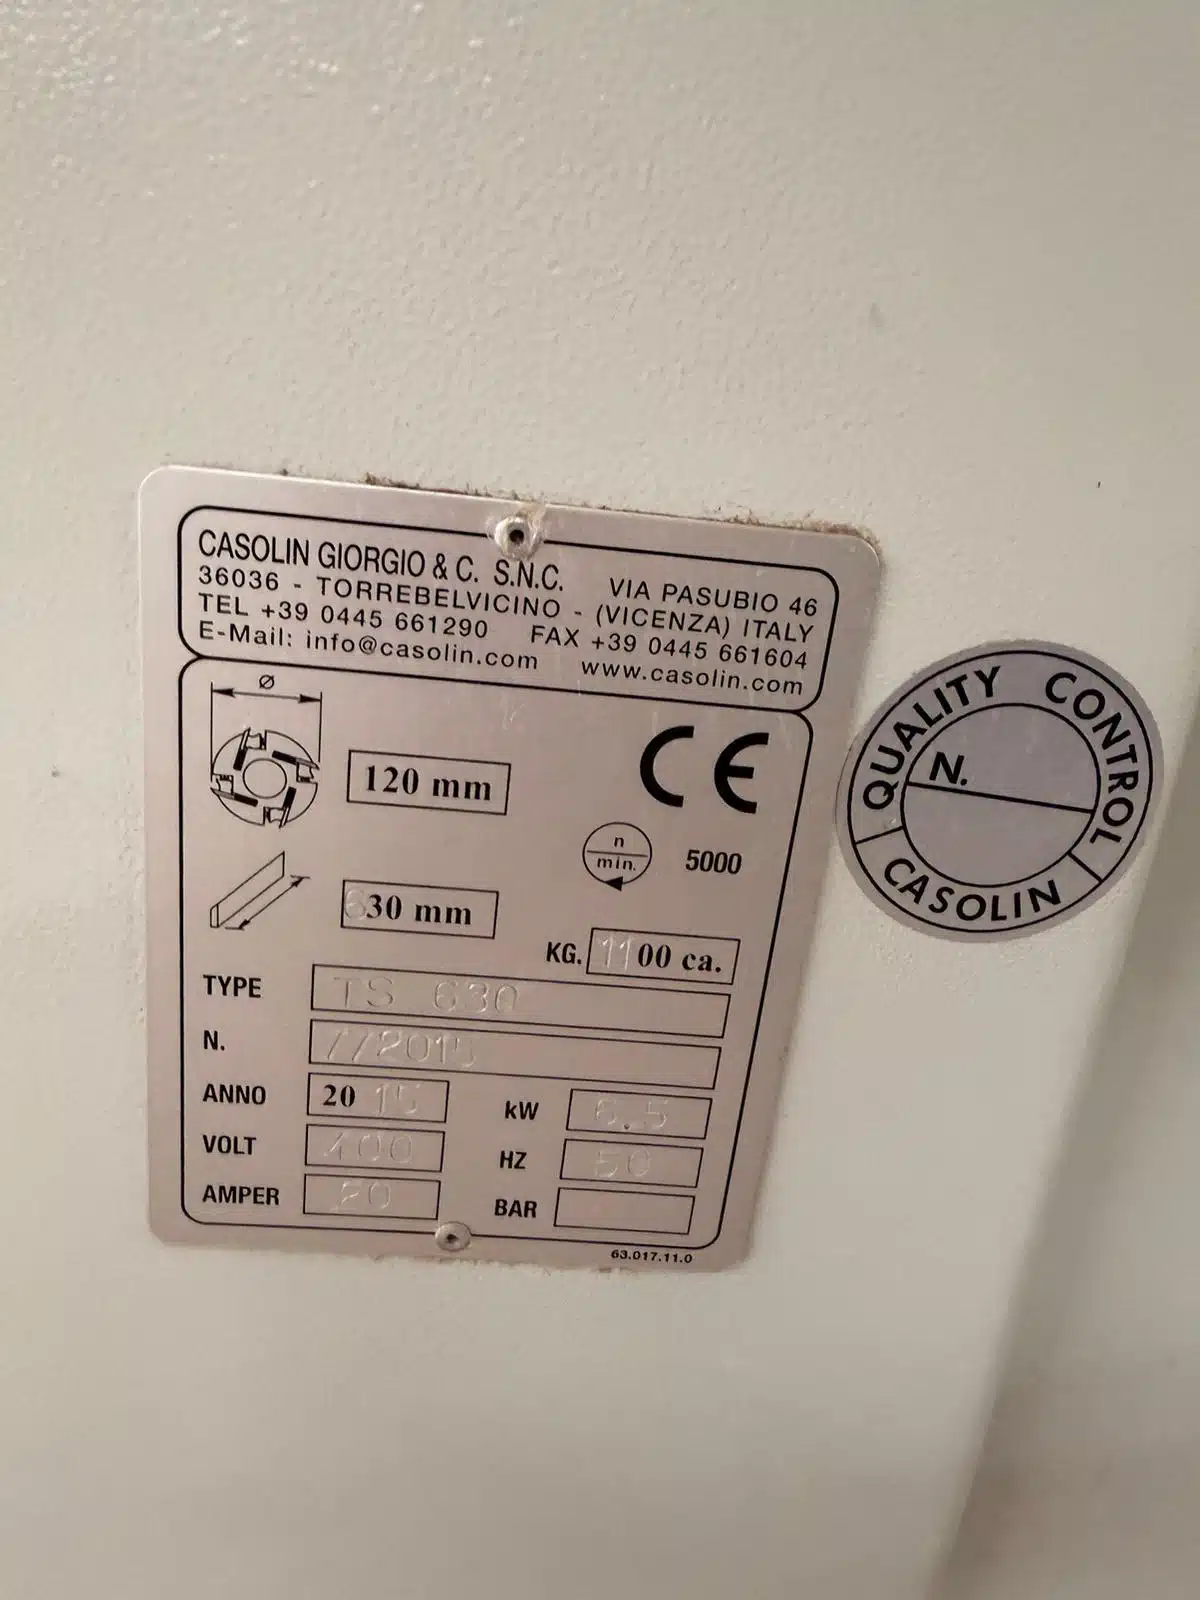 CASOLIN GIORGIO & C. S.N.C. VIA PASUBIO 46
36036 - TORREBELVICINO - (VICENZA) ITALY
TEL +39 0445 661290 FAX +39 0445 661604
E-Mail: info@casolin.com www.casolin.com
Ø
120 mm
CE
n
min.
5000
630 mm
KG. 1100 ca.
TYPE TS 630
N. 7/2015
ANNO 2015 kW 6.5
VOLT 400 HZ 50
AMPER 20 BAR
63.017.11.0
QUALITY CONTROL
N.
CASOLIN